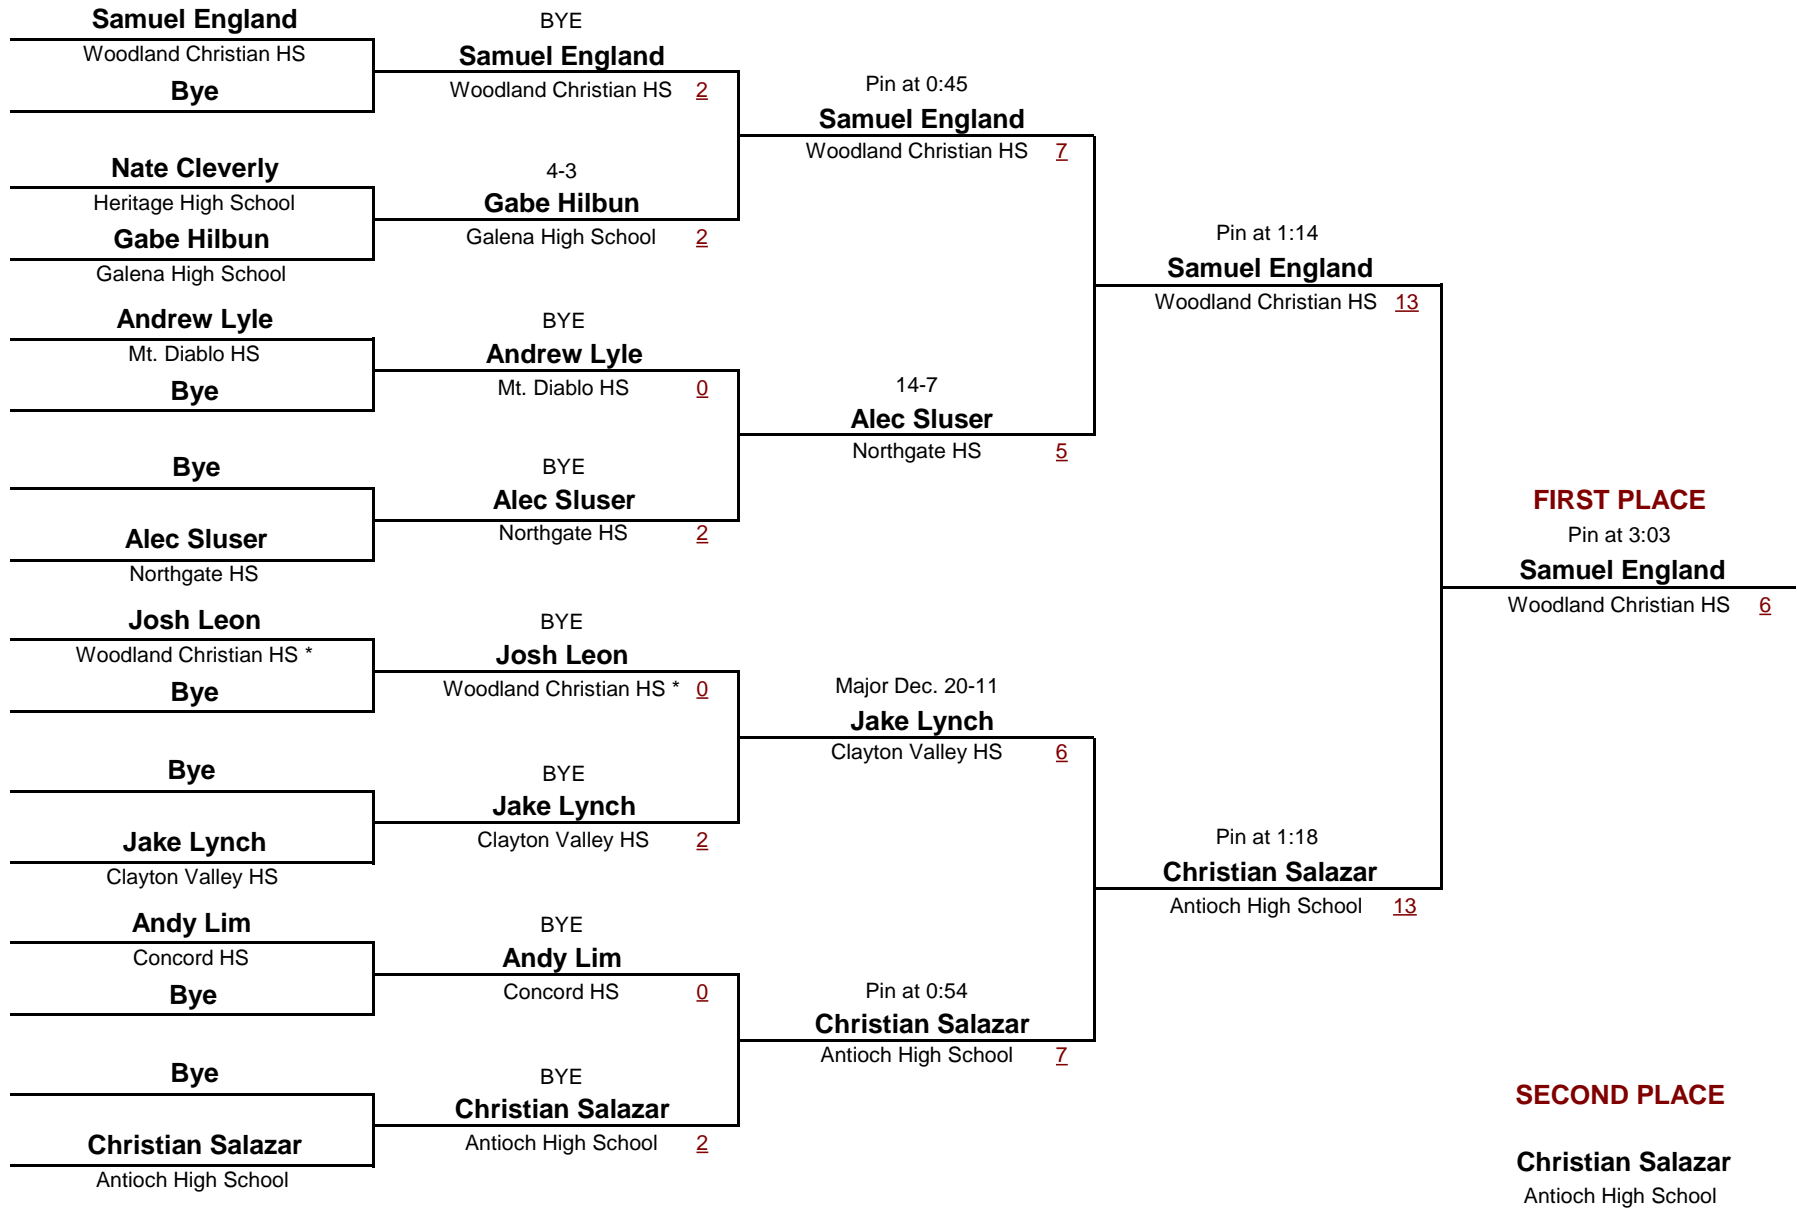 Samuel England
Woodland Christian HS
Bye
Nate Cleverly
Heritage High School
Gabe Hilbun
Galena High School
Andrew Lyle
Mt. Diablo HS
Bye
Bye
Alec Sluser
Northgate HS
Josh Leon
Woodland Christian HS *
Bye
Bye
Jake Lynch
Clayton Valley HS
Andy Lim
Concord HS
Bye
Bye
Christian Salazar
Antioch High School
BYE
Samuel England
Woodland Christian HS 2
4-3
Gabe Hilbun
Galena High School 2
BYE
Andrew Lyle
Mt. Diablo HS 0
BYE
Alec Sluser
Northgate HS 2
BYE
Josh Leon
Woodland Christian HS * 0
BYE
Jake Lynch
Clayton Valley HS 2
BYE
Andy Lim
Concord HS 0
BYE
Christian Salazar
Antioch High School 2
Pin at 0:45
Samuel England
Woodland Christian HS 7
14-7
Alec Sluser
Northgate HS 5
Major Dec. 20-11
Jake Lynch
Clayton Valley HS 6
Pin at 0:54
Christian Salazar
Antioch High School 7
Pin at 1:14
Samuel England
Woodland Christian HS 13
Pin at 1:18
Christian Salazar
Antioch High School 13
FIRST PLACE
Pin at 3:03
Samuel England
Woodland Christian HS 6
SECOND PLACE
Christian Salazar
Antioch High School